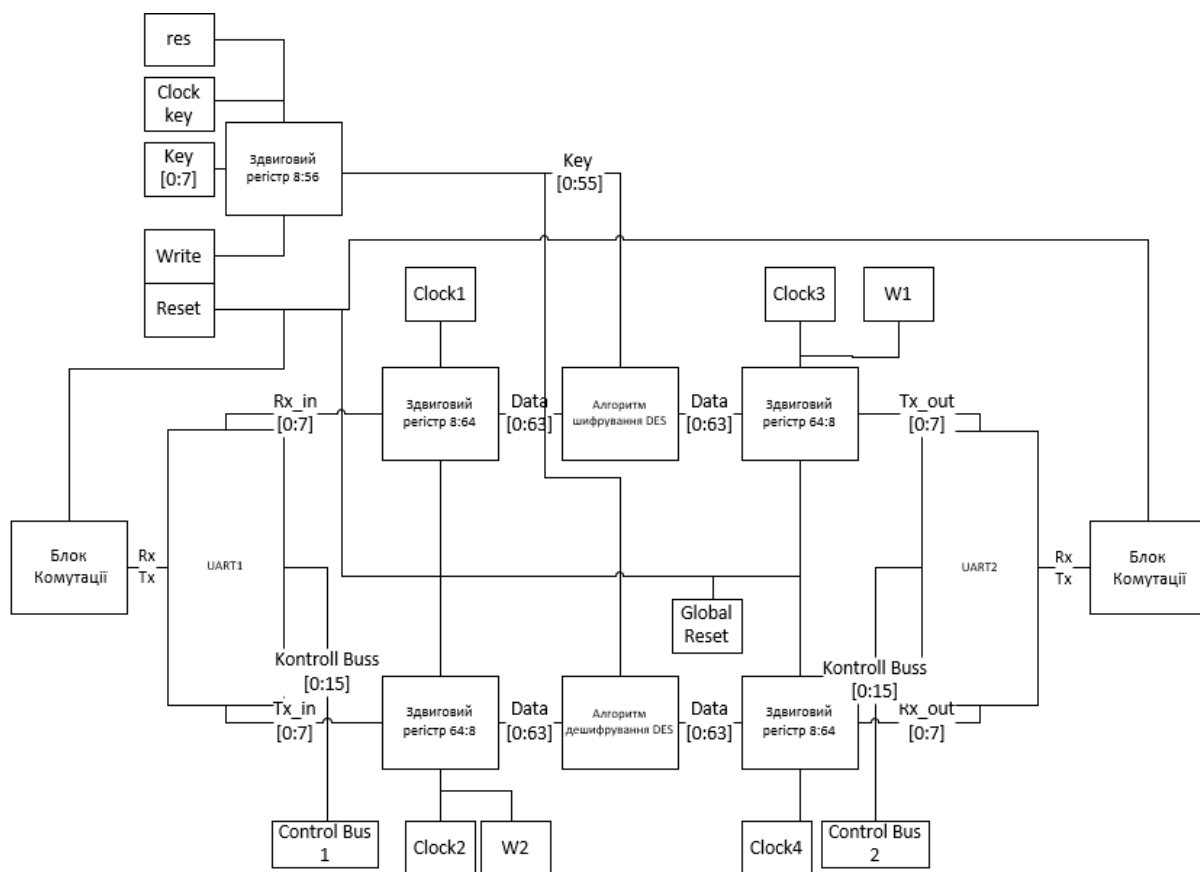 res
Clock
key
Key
[0:7]
Здвиговий
регістр 8:56
Key
[0:55]
Write
Reset
Clock1
Clock3
W1
Rx_in
[0:7]
Здвиговий
регістр 8:64
Data
[0:63]
Алгоритм
шифрування DES
Data
[0:63]
Здвиговий
регістр 64:8
Tx_out
[0:7]
Блок
Комутації
Rx
Tx
UART1
UART2
Rx
Tx
Блок
Комутації
Global
Reset
Kontroll Buss
[0:15]
Kontroll Buss
[0:15]
Tx_in
[0:7]
Здвиговий
регістр 64:8
Data
[0:63]
Алгоритм
дешифрування DES
Data
[0:63]
Здвиговий
регістр 8:64
Rx_out
[0:7]
Control Bus
1
Clock2
W2
Clock4
Control Bus
2